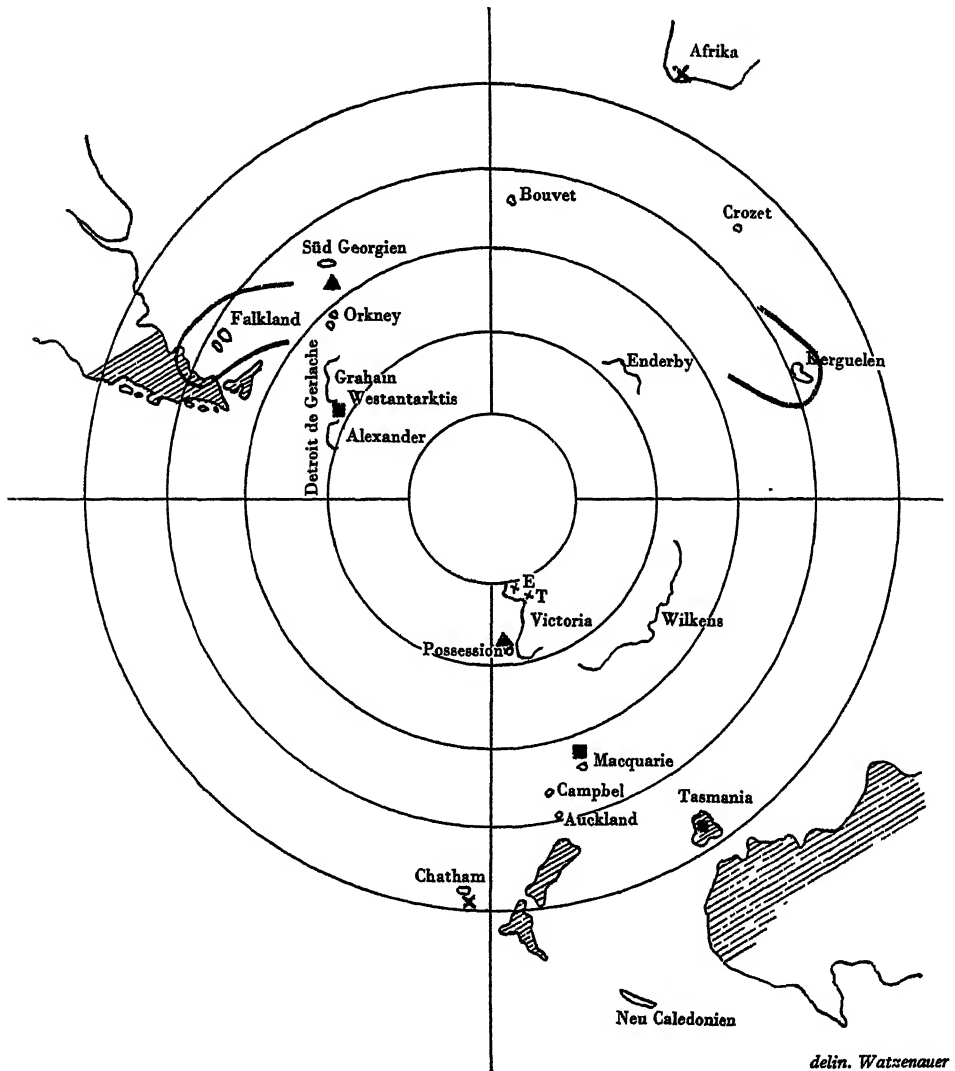 Afrika
Bouvet
Crozet
Süd Georgien
Falkland
Orkney
Enderby
Kerguelen
Detroit de Gerlache
Graham
Westantarktis
Alexander
E
T
Victoria
Wilkens
Possession
Macquarie
Campbel
Auckland
Tasmania
Chatham
Neu Caledonien
delin. Watzenauer